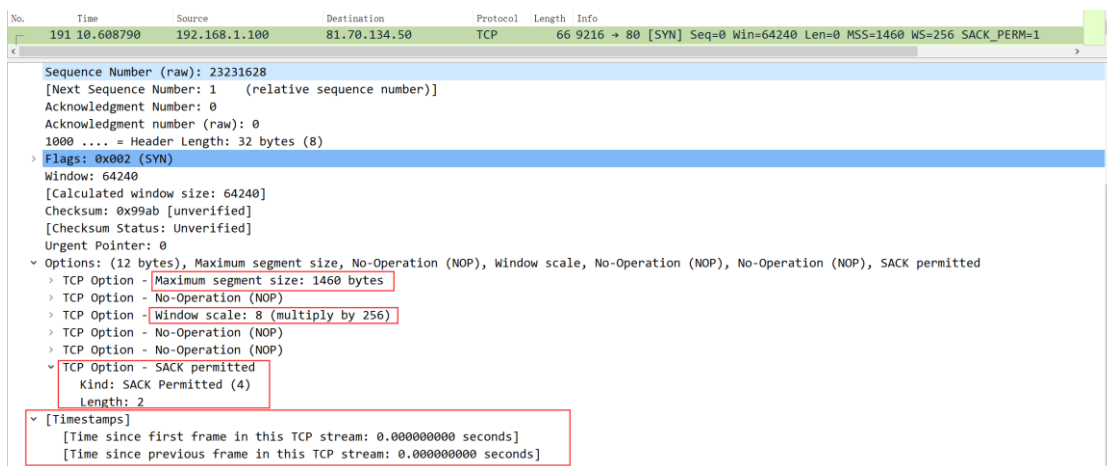 No. Time Source Destination Protocol Length Info
191 10.608790 192.168.1.100 81.70.134.50 TCP 66 9216 → 80 [SYN] Seq=0 Win=64240 Len=0 MSS=1460 WS=256 SACK_PERM=1
Sequence Number (raw): 23231628
[Next Sequence Number: 1 (relative sequence number)]
Acknowledgment Number: 0
Acknowledgment number (raw): 0
1000 .... = Header Length: 32 bytes (8)
Flags: 0x002 (SYN)
Window: 64240
[Calculated window size: 64240]
Checksum: 0x99ab [unverified]
[Checksum Status: Unverified]
Urgent Pointer: 0
Options: (12 bytes), Maximum segment size, No-Operation (NOP), Window scale, No-Operation (NOP), No-Operation (NOP), SACK permitted
TCP Option - Maximum segment size: 1460 bytes
TCP Option - No-Operation (NOP)
TCP Option - Window scale: 8 (multiply by 256)
TCP Option - No-Operation (NOP)
TCP Option - No-Operation (NOP)
TCP Option - SACK permitted
Kind: SACK Permitted (4)
Length: 2
[Timestamps]
[Time since first frame in this TCP stream: 0.000000000 seconds]
[Time since previous frame in this TCP stream: 0.000000000 seconds]